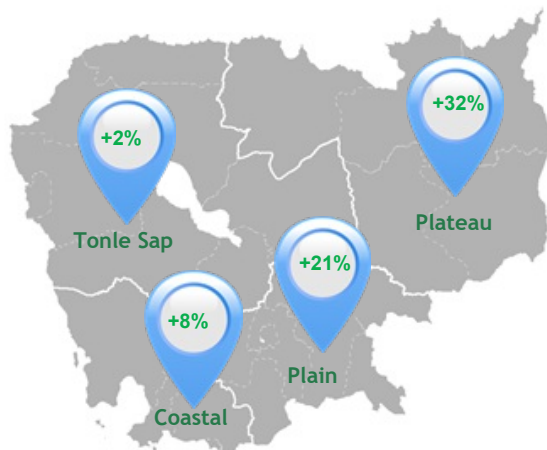 +32%
+2%
Plateau
Tonle Sap
+21%
+8%
Plain
Coastal